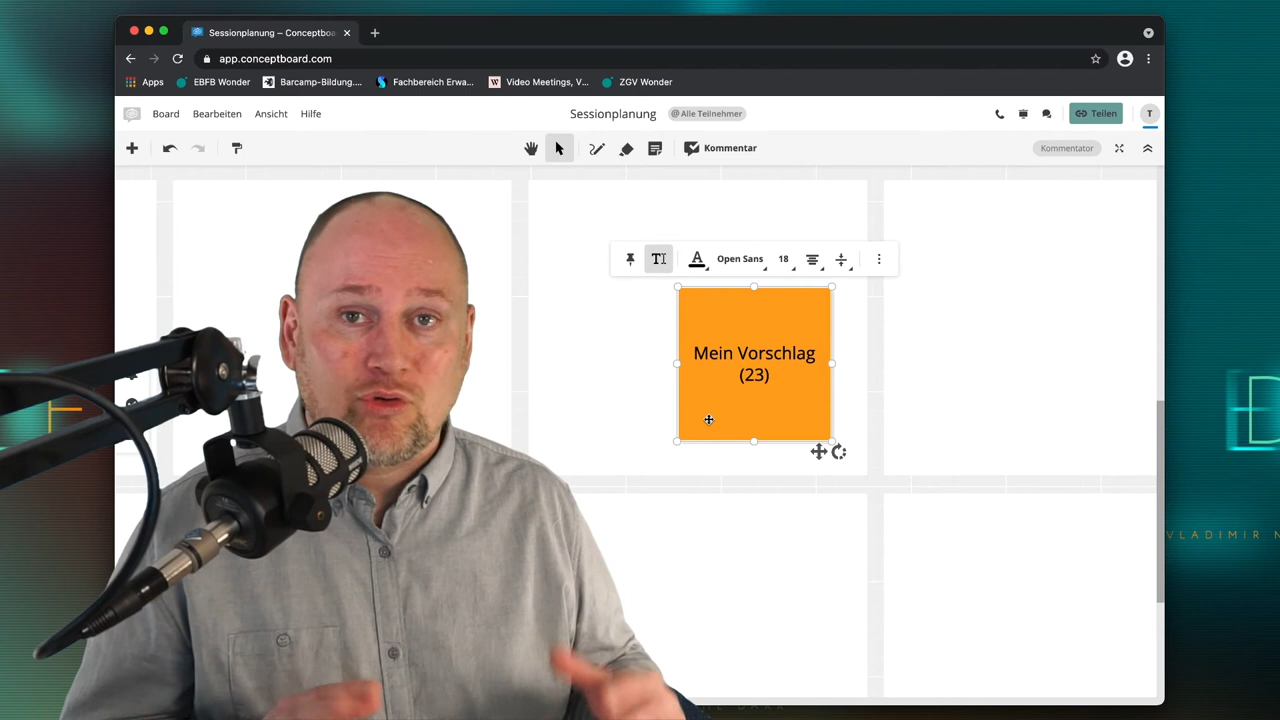 Sessionplanung – Conceptboa
app.conceptboard.com
Apps
EBFB Wonder
Barcamp-Bildung....
Fachbereich Erwa...
Video Meetings, V...
ZGV Wonder
Board
Bearbeiten
Ansicht
Hilfe
Sessionplanung
@ Alle Teilnehmer
Teilen
T
Kommentar
Kommentator
A
Open Sans
18
Mein Vorschlag
(23)
VLADIMIR